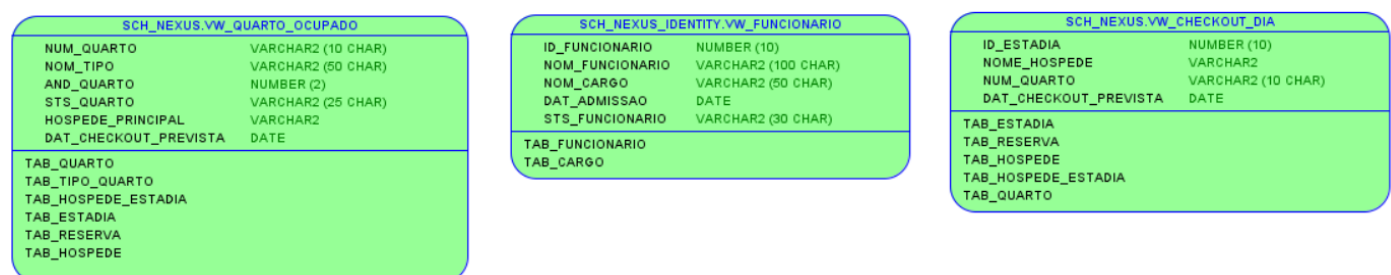 SCH_NEXUS.VW_QUARTO_OCUPADO
NUM_QUARTO VARCHAR2 (10 CHAR)
NOM_TIPO VARCHAR2 (50 CHAR)
AND_QUARTO NUMBER (2)
STS_QUARTO VARCHAR2 (25 CHAR)
HOSPEDE_PRINCIPAL VARCHAR2
DAT_CHECKOUT_PREVISTA DATE
TAB_QUARTO
TAB_TIPO_QUARTO
TAB_HOSPEDE_ESTADIA
TAB_ESTADIA
TAB_RESERVA
TAB_HOSPEDE
SCH_NEXUS_IDENTITY.VW_FUNCIONARIO
ID_FUNCIONARIO NUMBER (10)
NOM_FUNCIONARIO VARCHAR2 (100 CHAR)
NOM_CARGO VARCHAR2 (50 CHAR)
DAT_ADMISSAO DATE
STS_FUNCIONARIO VARCHAR2 (30 CHAR)
TAB_FUNCIONARIO
TAB_CARGO
SCH_NEXUS.VW_CHECKOUT_DIA
ID_ESTADIA NUMBER (10)
NOME_HOSPEDE VARCHAR2
NUM_QUARTO VARCHAR2 (10 CHAR)
DAT_CHECKOUT_PREVISTA DATE
TAB_ESTADIA
TAB_RESERVA
TAB_HOSPEDE
TAB_HOSPEDE_ESTADIA
TAB_QUARTO